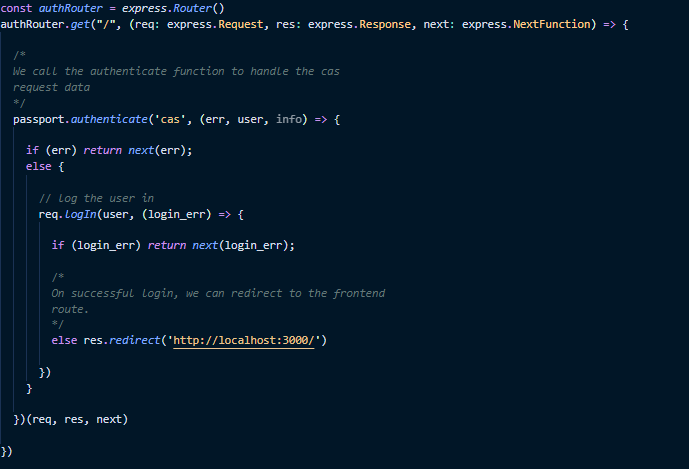 const authRouter = express.Router()
authRouter.get("/", (req: express.Request, res: express.Response, next: express.NextFunction) => {
/*
We call the authenticate function to handle the cas
request data
*/
passport.authenticate('cas', (err, user, info) => {
if (err) return next(err);
else {
// log the user in
req.logIn(user, (login_err) => {
if (login_err) return next(login_err);
/*
On successful login, we can redirect to the frontend
route.
*/
else res.redirect('http://localhost:3000/')
})
}
})(req, res, next)
})